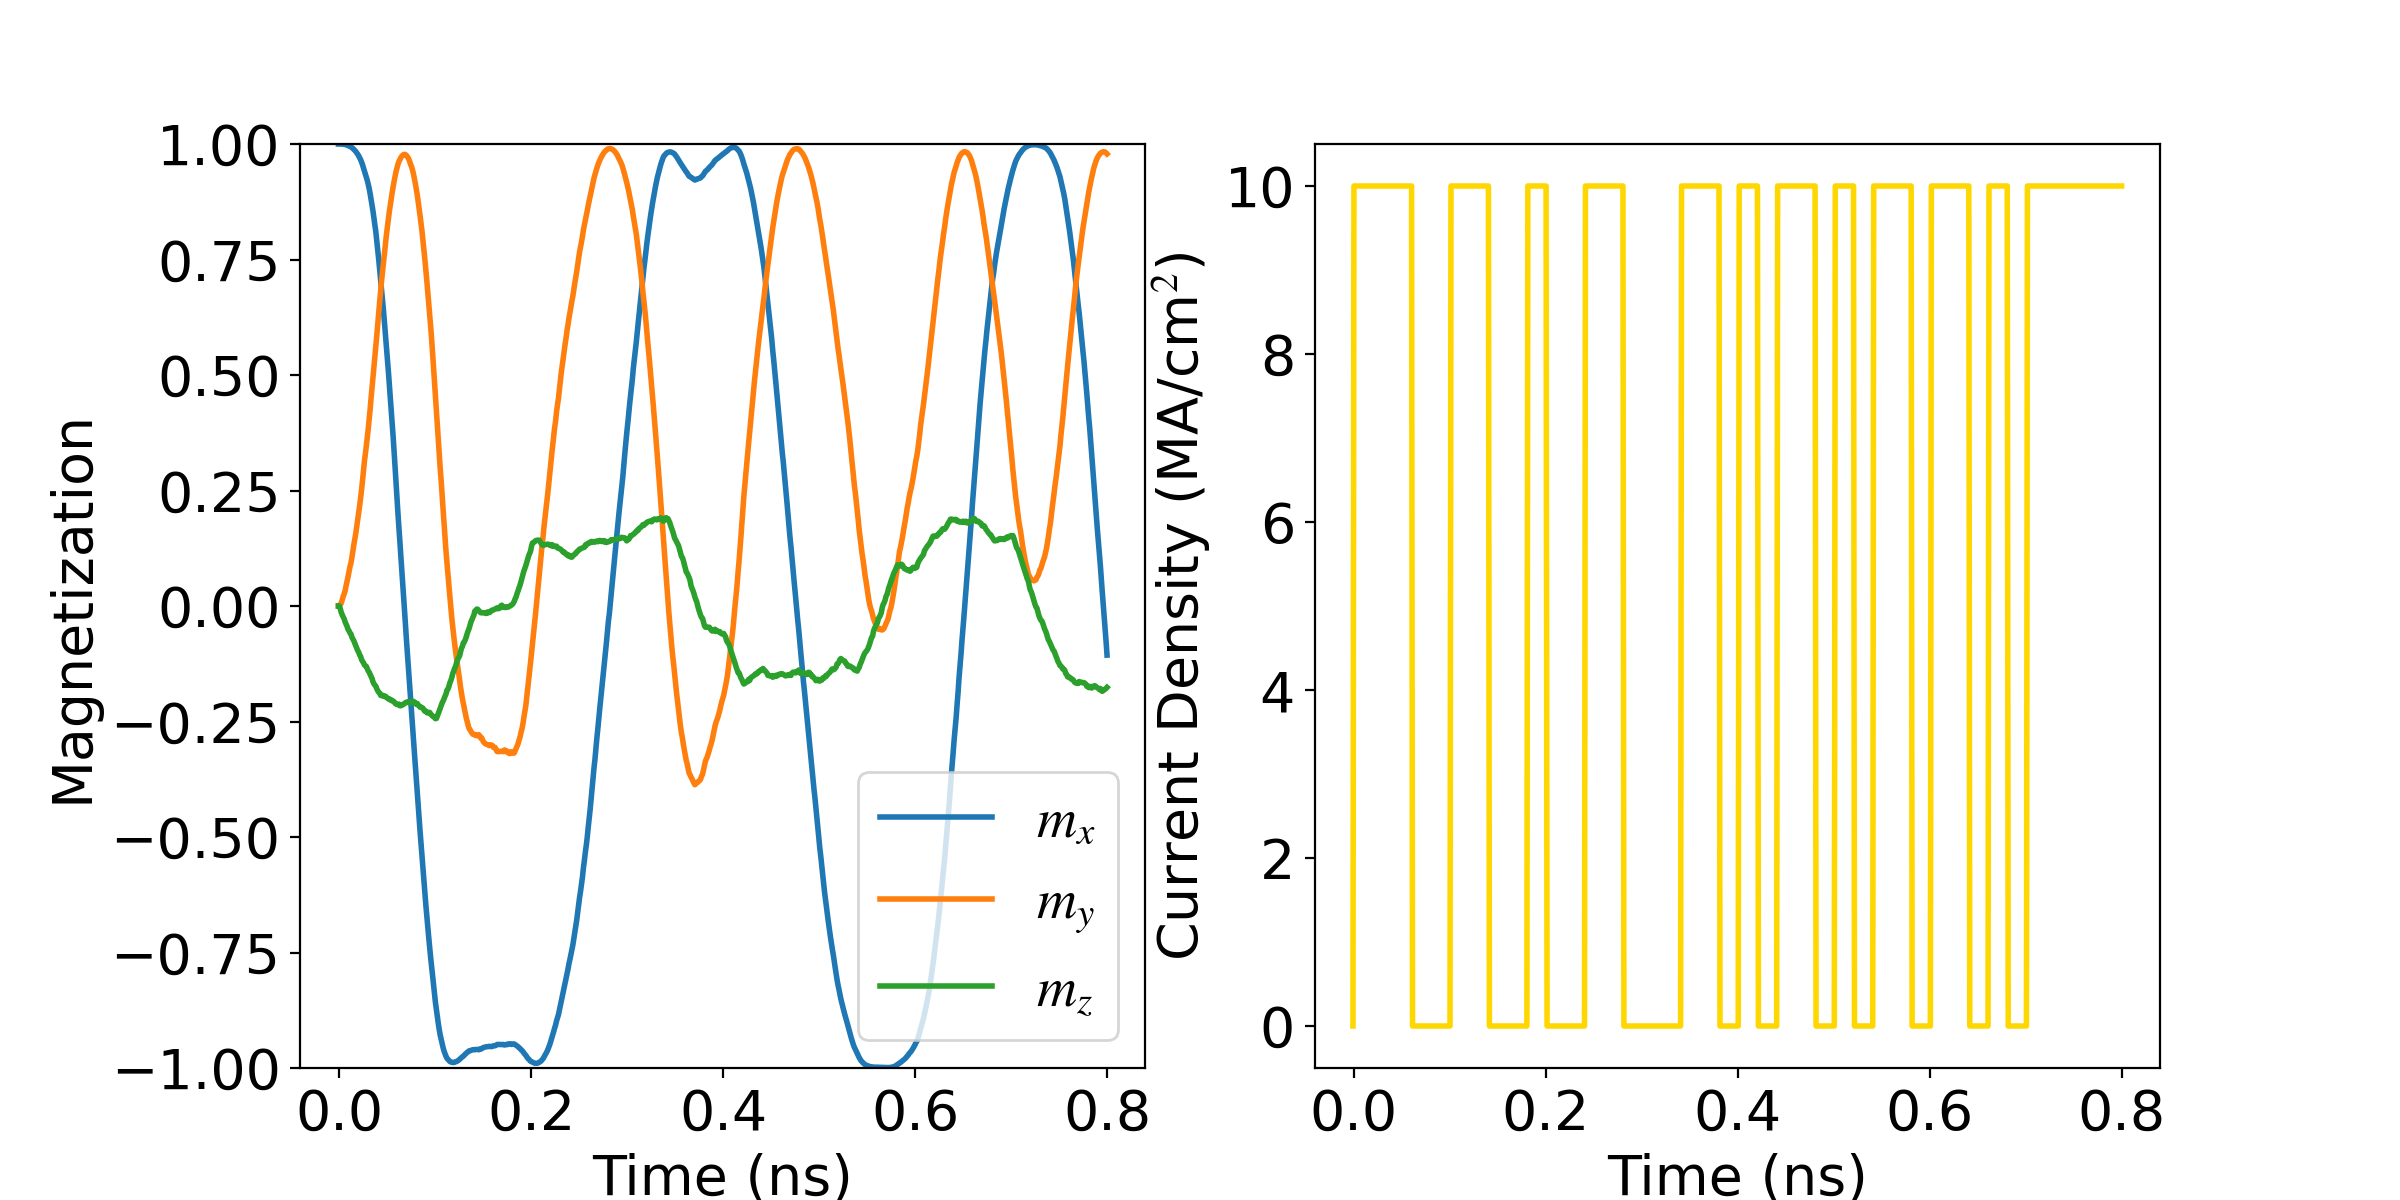 Magnetization
1.00
0.75
0.50
0.25
0.00
−0.25
−0.50
−0.75
−1.00
0.0 0.2 0.4 0.6 0.8
Time (ns)
m_x
m_y
m_z
Current Density (MA/cm²)
10
8
6
4
2
0
0.0 0.2 0.4 0.6 0.8
Time (ns)